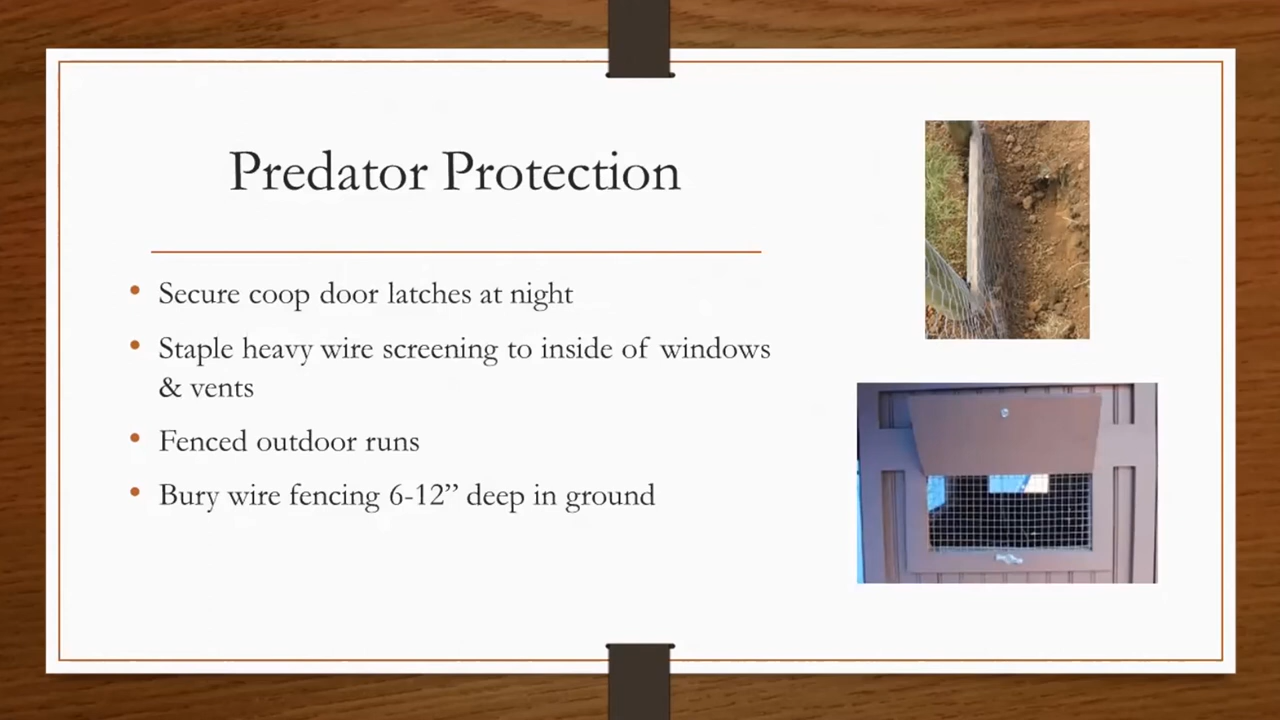 Predator Protection
• Secure coop door latches at night
• Staple heavy wire screening to inside of windows
& vents
• Fenced outdoor runs
• Bury wire fencing 6-12” deep in ground